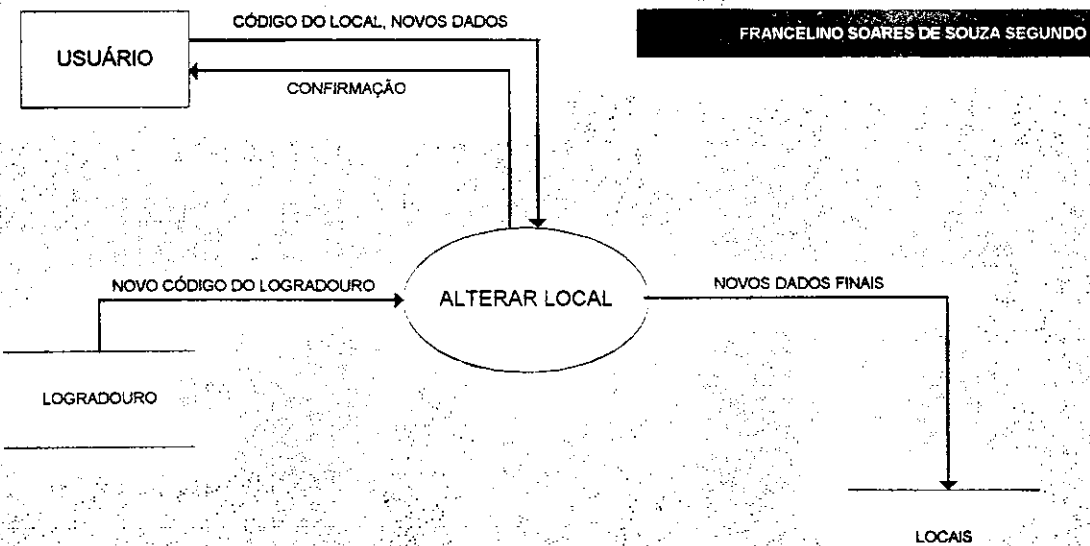 CÓDIGO DO LOCAL, NOVOS DADOS
FRANCELINO SOARES DE SOUZA SEGUNDO
USUÁRIO
CONFIRMAÇÃO
NOVO CÓDIGO DO LOGRADOURO
ALTERAR LOCAL
NOVOS DADOS FINAIS
LOGRADOURO
LOCAIS